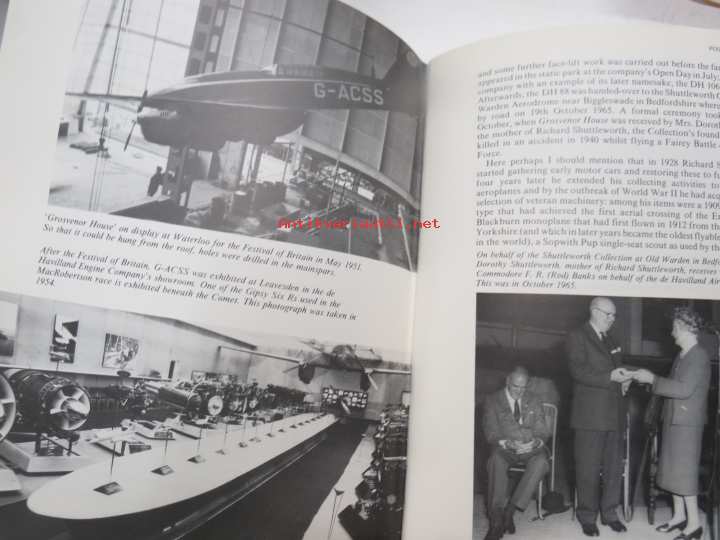 G-ACSS
'Grosvenor House' on display at Waterloo for the Festival of Britain in May 1951.
So that it could be hung from the roof, holes were drilled in the mainspars.
After the Festival of Britain, G-ACSS was exhibited at Leavesden in the de
Havilland Engine Company's showroom. One of the Gipsy Six Rs used in the
MacRobertson race is exhibited beneath the Comet. This photograph was taken in
1954.
and some further face-lift work was carried out before the
appeared in the static park at the company's Open Day in July
company with an example of its later namesake, the DH 106
Afterwards, the DH 88 was handed-over to the Shuttleworth
Warden Aerodrome near Biggleswade in Bedfordshire where
by road on 19th October 1965. A formal ceremony took
October, when Grosvenor House was received by Mrs. Doroth
the mother of Richard Shuttleworth, the Collection's found
killed in an accident in 1940 whilst flying a Fairey Battle
Force.
Here perhaps I should mention that in 1928 Richard S
started gathering early motor cars and restoring these to fu
four years later he extended his collecting activities to
aeroplanes and by the outbreak of World War II he had acqu
selection of veteran machinery: among his items were a 1909
type that had achieved the first aerial crossing of the E
Blackburn monoplane that had first flown in 1912 from the
Yorkshire (and which in later years became the oldest flyable
in the world), a Sopwith Pup single-seat scout as used by th
On behalf of the Shuttleworth Collection at Old Warden in Bedford
Dorothy Shuttleworth, mother of Richard Shuttleworth, receives
Commodore F. R. (Rod) Banks on behalf of the de Havilland Air
This was in October 1965.